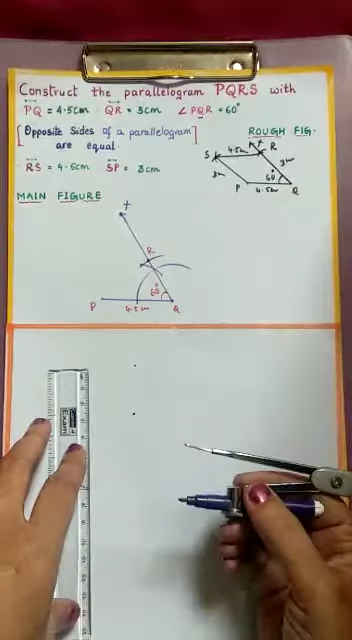 Construct the parallelogram PQRS with
PQ = 4.5cm QR = 3cm ∠PQR = 60°
[Opposite Sides of a parallelogram
are equal.]
ROUGH FIG.
RS = 4.5cm SP = 3cm
S 4.5cm R
3cm 3cm
60°
P 4.5cm Q
MAIN FIGURE
R
60°
P 4.5cm Q
Exam